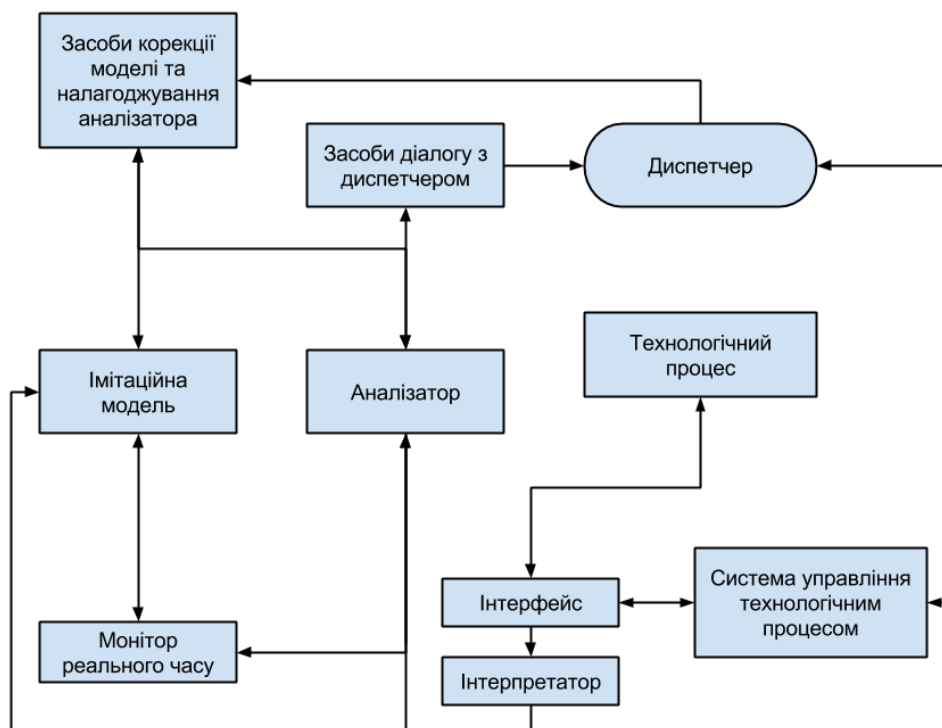 Засоби корекції
моделі та
налагоджування
аналізатора
Засоби діалогу з
диспетчером
Диспетчер
Технологічний
процес
Імітаційна
модель
Аналізатор
Інтерфейс
Система управління
технологічним
процесом
Монітор
реального часу
Інтерпретатор